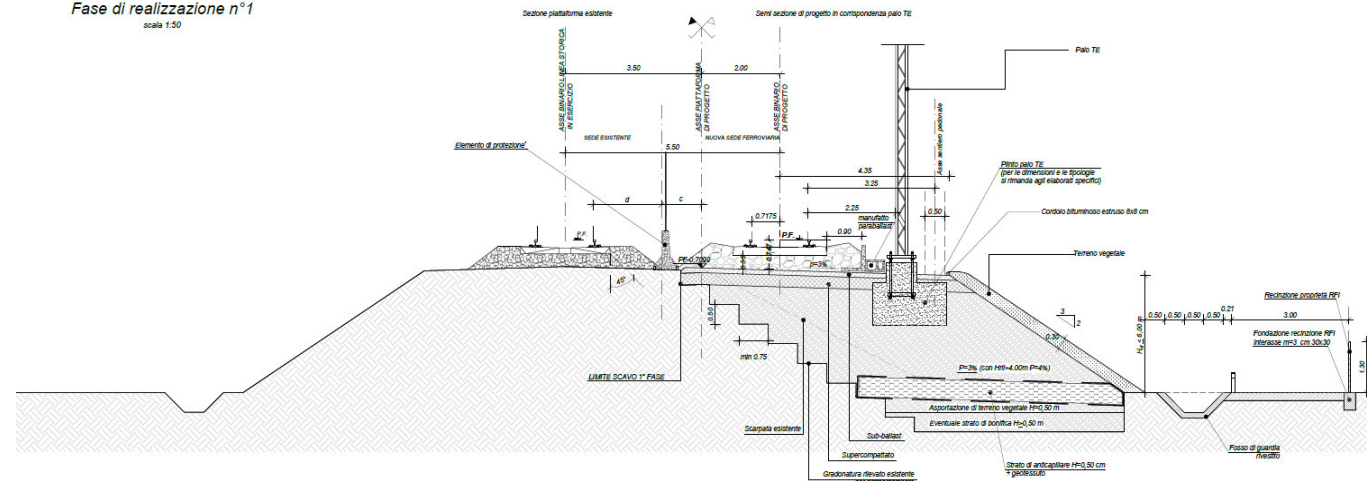 Fase di realizzazione n°1
scala 1:50
Sezione piattaforma esistente
Semi sezione di progetto in corrispondenza palo TE
Palo TE
ASSE BINARIO LINEA STORICA
IN ESERCIZIO
3.50
ASSE PIATTAFORMA
DI PROGETTO
2.00
ASSE BINARIO
DI PROGETTO
SEDE ESISTENTE
NUOVA SEDE FERROVIARIA
Elemento di protezione*
5.50
Asse sentiero pedonale
4.35
3.25
Plinto palo TE
(per le dimensioni e le tipologie
si rimanda agli elaborati specifici)
d
c
2.25
0.50
0.7175
manufatto
paraballast
Cordolo bituminoso estruso 8x8 cm
P.F.
P.F.
0.90
Terreno vegetale
p=3%
45°
0.50
min 0.75
3
2
0.30
0.50
0.50
0.50
0.50
0.21
3.00
Recinzione proprietà RFI
Fondazione recinzione RFI
Interasse m=3 cm 30x30
1.30
LIMITE SCAVO 1° FASE
P=3% (con Hril>4.00m P=4%)
Asportazione di terreno vegetale H=0,50 m
Eventuale strato di bonifica H≥0,50 m
Scarpata esistente
Sub-ballast
Supercompattato
Gradonatura rilevato esistente
Strato di anticapillare H=0,50 cm
+ geotessuto
Fosso di guardia
rivestito